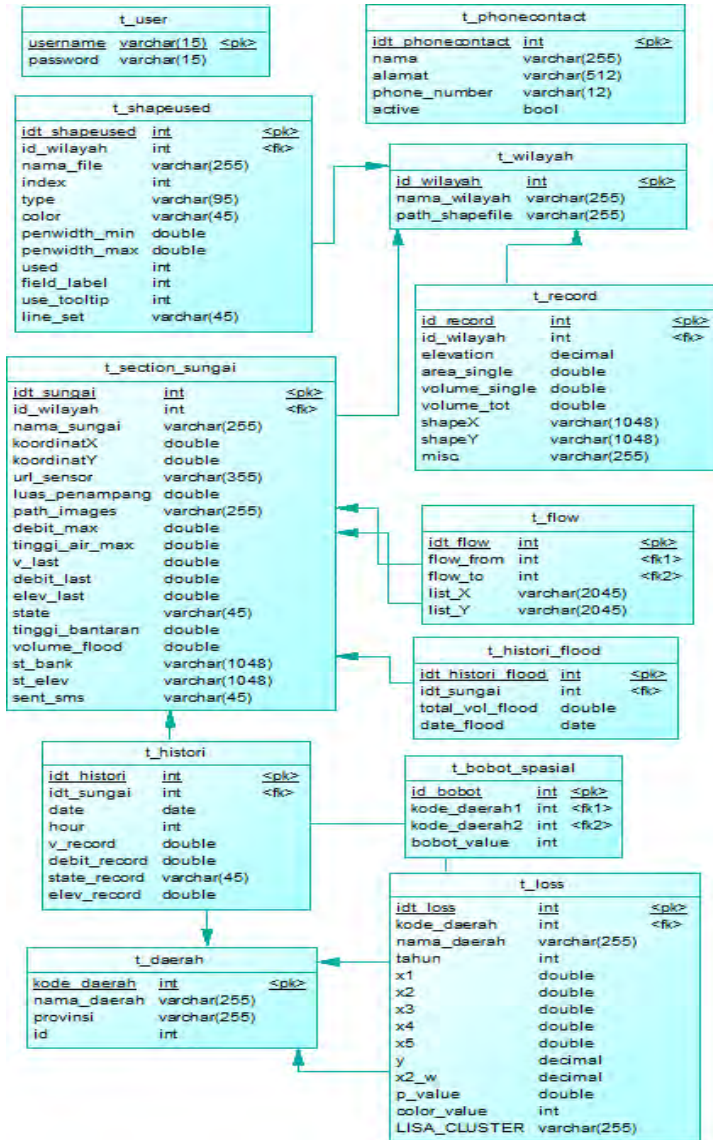 t_user
username varchar(15) <pk>
password varchar(15)
t_phonecontact
idt_phonecontact int <pk>
nama varchar(255)
alamat varchar(512)
phone_number varchar(12)
active bool
t_shapeused
idt_shapeused int <pk>
id_wilayah int <fk>
nama_file varchar(255)
index int
type varchar(95)
color varchar(45)
penwidth_min double
penwidth_max double
used int
field_label int
use_tooltip int
line_set varchar(45)
t_wilayah
id_wilayah int <pk>
nama_wilayah varchar(255)
path_shapefile varchar(255)
t_record
id_record int <pk>
id_wilayah int <fk>
elevation decimal
area_single double
volume_single double
volume_tot double
shapeX varchar(1048)
shapeY varchar(1048)
misc varchar(255)
t_section_sungai
idt_sungai int <pk>
id_wilayah int <fk>
nama_sungai varchar(255)
koordinatX double
koordinatY double
url_sensor varchar(355)
luas_penampang double
path_images varchar(255)
debit_max double
tinggi_air_max double
v_last double
debit_last double
elev_last double
state varchar(45)
tinggi_bantaran double
volume_flood double
st_bank varchar(1048)
st_elev varchar(1048)
sent_sms varchar(45)
t_flow
idt_flow int <pk>
flow_from int <fk1>
flow_to int <fk2>
list_X varchar(2045)
list_Y varchar(2045)
t_histori_flood
idt_histori_flood int <pk>
idt_sungai int <fk>
total_vol_flood double
date_flood date
t_histori
idt_histori int <pk>
idt_sungai int <fk>
date date
hour int
v_record double
debit_record double
state_record varchar(45)
elev_record double
t_bobot_spasial
id_bobot int <pk>
kode_daerah1 int <fk1>
kode_daerah2 int <fk2>
bobot_value int
t_loss
idt_loss int <pk>
kode_daerah int <fk>
nama_daerah varchar(255)
tahun int
x1 double
x2 double
x3 double
x4 double
x5 double
y decimal
x2_w decimal
p_value double
color_value int
LISA_CLUSTER varchar(255)
t_daerah
kode_daerah int <pk>
nama_daerah varchar(255)
provinsi varchar(255)
id int